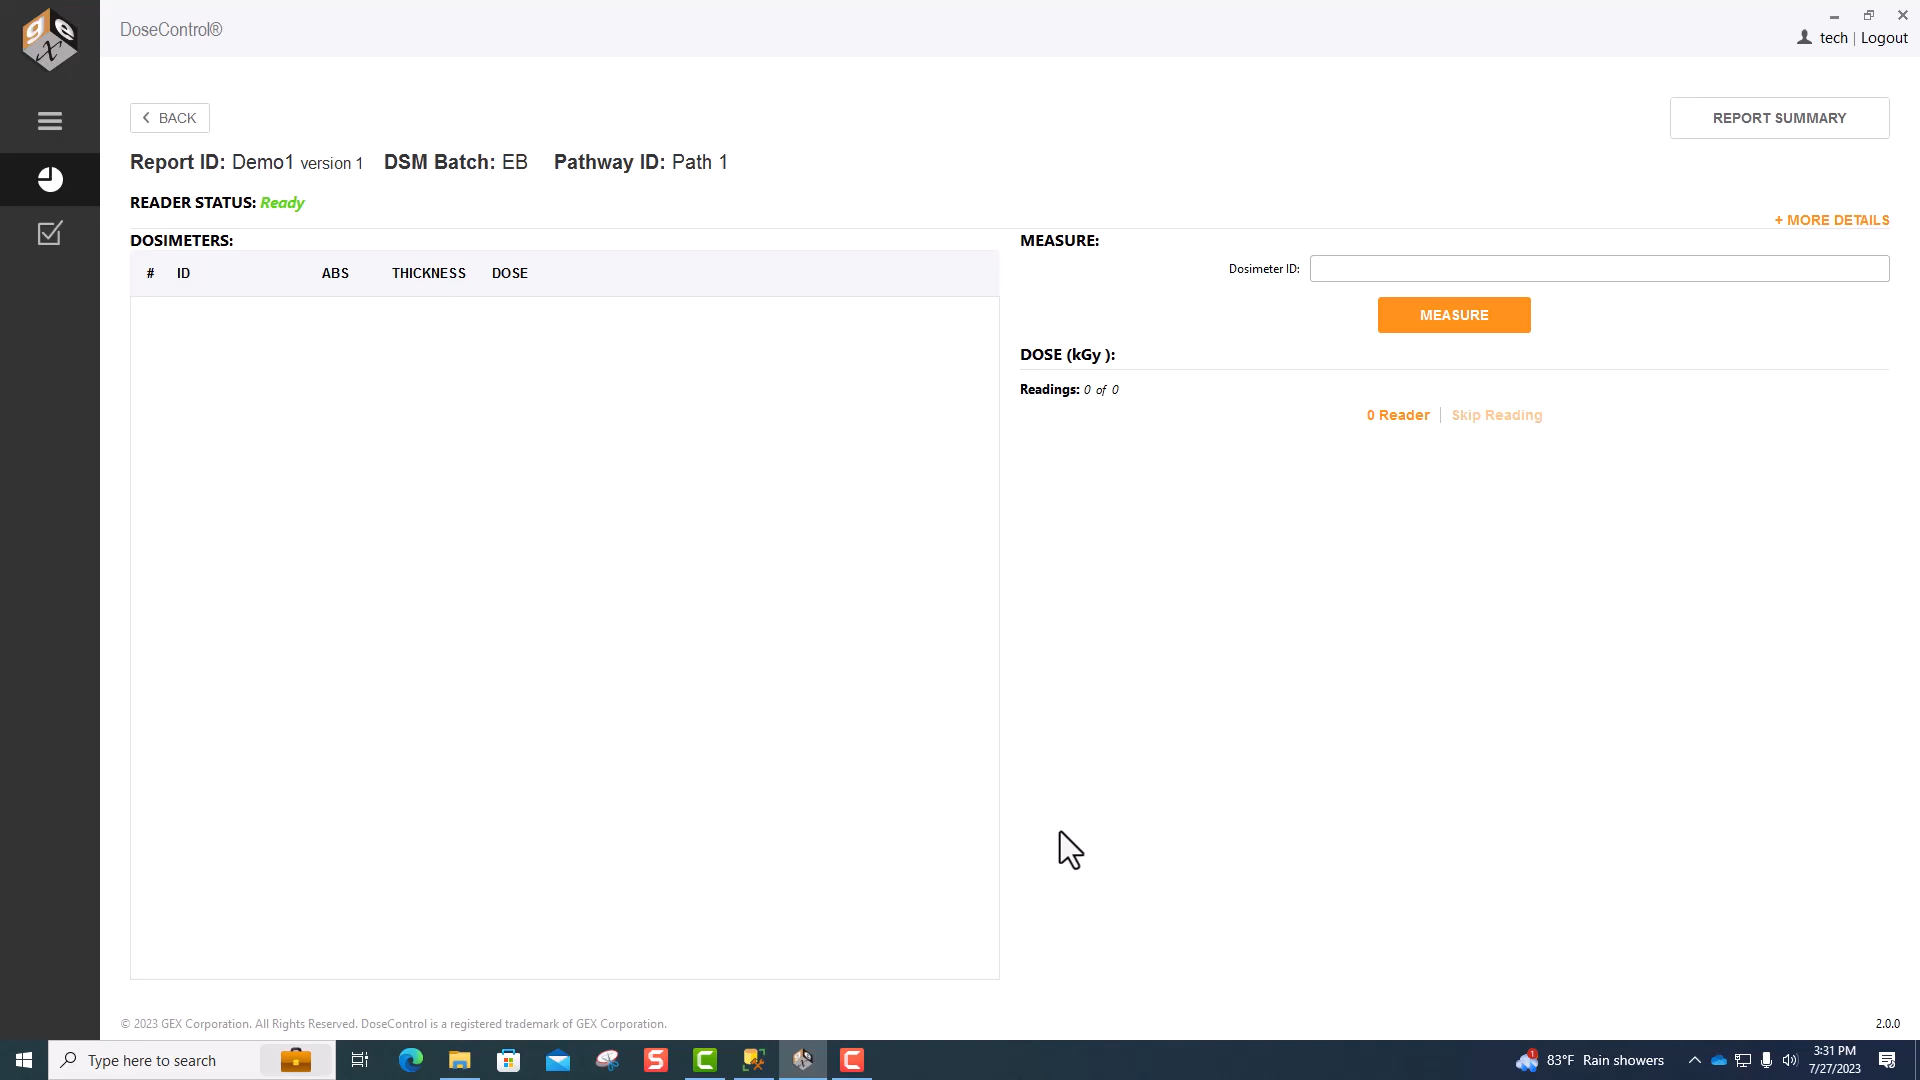 gex
DoseControl®
tech | Logout
BACK
REPORT SUMMARY
Report ID: Demo1 version 1 DSM Batch: EB Pathway ID: Path 1
READER STATUS: Ready
+ MORE DETAILS
DOSIMETERS:
MEASURE:
# ID ABS THICKNESS DOSE
Dosimeter ID:
MEASURE
DOSE (kGy ):
Readings: 0 of 0
0 Reader | Skip Reading
© 2023 GEX Corporation. All Rights Reserved. DoseControl is a registered trademark of GEX Corporation.
2.0.0
Type here to search
S
C
C
1
83°F Rain showers
3:31 PM
7/27/2023